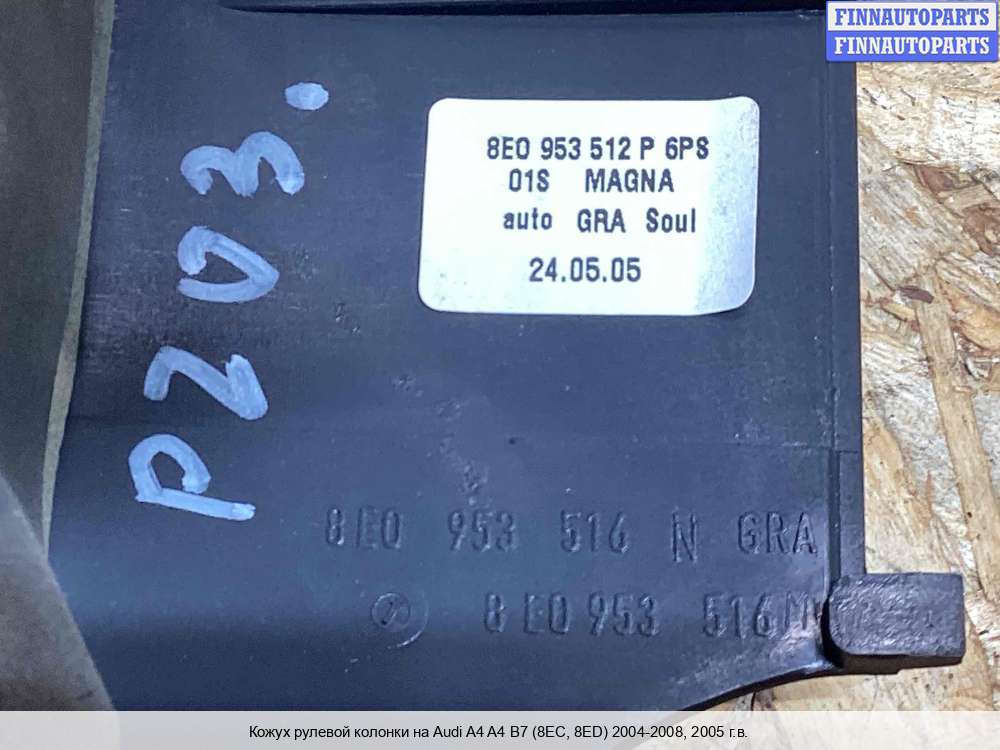 FINNAUTOPARTS
FINNAUTOPARTS
8E0 953 512 P 6PS
01S MAGNA
auto GRA Soul
24.05.05
PZV3.
8E0 953 516 N GRA
8E0 953 516 M
Кожух рулевой колонки на Audi A4 A4 B7 (8EC, 8ED) 2004-2008, 2005 г.в.